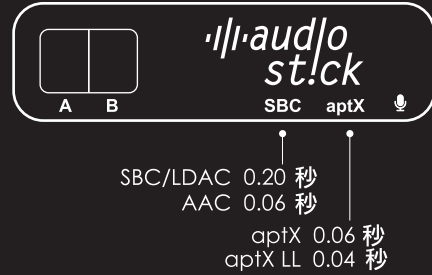 audio
st!ck
A B SBC aptX
SBC/LDAC 0.20 秒
AAC 0.06 秒
aptX 0.06 秒
aptX LL 0.04 秒